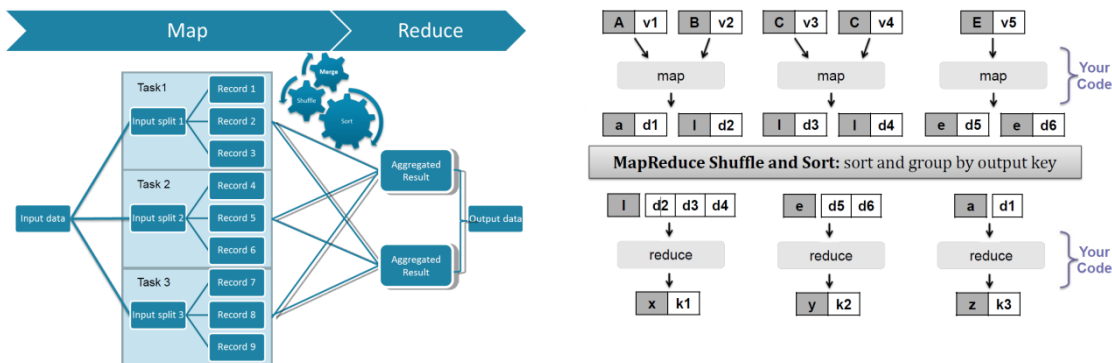 Map
Reduce
Merge
Shuffle
Sort
Task1
Record 1
Input split 1
Record 2
Record 3
Task 2
Record 4
Input data
Input split 2
Record 5
Record 6
Task 3
Record 7
Input split 3
Record 8
Record 9
Aggregated
Result
Aggregated
Result
Output data
A v1 B v2 C v3 C v4 E v5
map map map
Your
Code
a d1 l d2 l d3 l d4 e d5 e d6
MapReduce Shuffle and Sort: sort and group by output key
l d2 d3 d4 e d5 d6 a d1
reduce reduce reduce
Your
Code
x k1 y k2 z k3